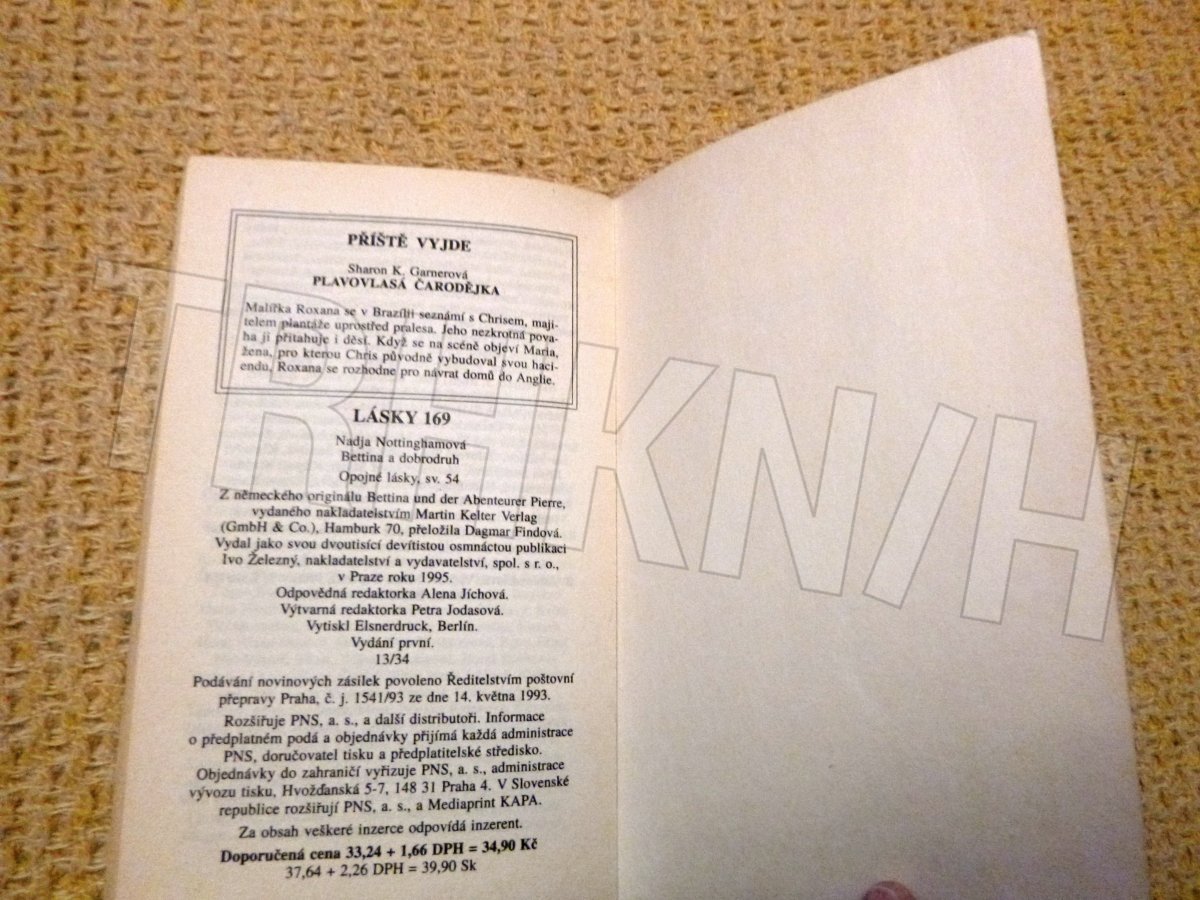 PŘÍŠTĚ VYJDE
Sharon K. Garnerová
PLAVOVLASÁ ČARODĚJKA
Malířka Roxana se v Brazílii seznámí s Chrisem, maji-
telem plantáže uprostřed pralesa. Jeho nezkrotná pova-
ha ji přitahuje i děsí. Když se na scéně objeví Maria,
žena, pro kterou Chris původně vybudoval svou haci-
endu, Roxana se rozhodne pro návrat domů do Anglie.
LÁSKY 169
Nadja Nottinghamová
Bettina a dobrodruh
Opojné lásky, sv. 54
Z německého originálu Bettina und der Abenteurer Pierre,
vydaného nakladatelstvím Martin Kelter Verlag
(GmbH & Co.), Hamburk 70, přeložila Dagmar Findová.
Vydal jako svou dvoutisící devítistou osmnáctou publikaci
Ivo Železný, nakladatelství a vydavatelství, spol. s r. o.,
v Praze roku 1995.
Odpovědná redaktorka Alena Jíchová.
Výtvarná redaktorka Petra Jodasová.
Vytiskl Elsnerdruck, Berlín.
Vydání první.
13/34
Podávání novinových zásilek povoleno Ředitelstvím poštovní
přepravy Praha, č. j. 1541/93 ze dne 14. května 1993.
Rozšiřuje PNS, a. s., a další distributoři. Informace
o předplatném podá a objednávky přijímá každá administrace
PNS, doručovatel tisku a předplatitelské středisko.
Objednávky do zahraničí vyřizuje PNS, a. s., administrace
vývozu tisku, Hvožďanská 5-7, 148 31 Praha 4. V Slovenské
republice rozšiřují PNS, a. s., a Mediaprint KAPA.
Za obsah veškeré inzerce odpovídá inzerent.
Doporučená cena 33,24 + 1,66 DPH = 34,90 Kč
37,64 + 2,26 DPH = 39,90 Sk